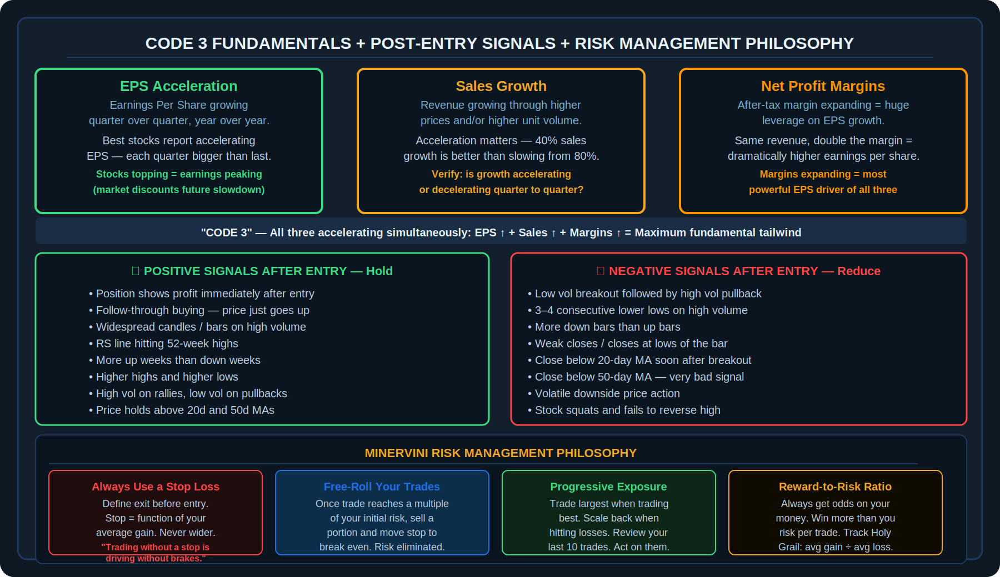 CODE 3 FUNDAMENTALS + POST-ENTRY SIGNALS + RISK MANAGEMENT PHILOSOPHY
EPS Acceleration
Earnings Per Share growing
quarter over quarter, year over year.
Best stocks report accelerating
EPS — each quarter bigger than last.
Stocks topping = earnings peaking
(market discounts future slowdown)
Sales Growth
Revenue growing through higher
prices and/or higher unit volume.
Acceleration matters — 40% sales
growth is better than slowing from 80%.
Verify: is growth accelerating
or decelerating quarter to quarter?
Net Profit Margins
After-tax margin expanding = huge
leverage on EPS growth.
Same revenue, double the margin =
dramatically higher earnings per share.
Margins expanding = most
powerful EPS driver of all three
"CODE 3" — All three accelerating simultaneously: EPS ↑ + Sales ↑ + Margins ↑ = Maximum fundamental tailwind
POSITIVE SIGNALS AFTER ENTRY — Hold
• Position shows profit immediately after entry
• Follow-through buying — price just goes up
• Widespread candles / bars on high volume
• RS line hitting 52-week highs
• More up weeks than down weeks
• Higher highs and higher lows
• High vol on rallies, low vol on pullbacks
• Price holds above 20d and 50d MAs
NEGATIVE SIGNALS AFTER ENTRY — Reduce
• Low vol breakout followed by high vol pullback
• 3–4 consecutive lower lows on high volume
• More down bars than up bars
• Weak closes / closes at lows of the bar
• Close below 20-day MA soon after breakout
• Close below 50-day MA — very bad signal
• Volatile downside price action
• Stock squats and fails to reverse high
MINERVINI RISK MANAGEMENT PHILOSOPHY
Always Use a Stop Loss
Define exit before entry.
Stop = function of your
average gain. Never wider.
"Trading without a stop is
driving without brakes."
Free-Roll Your Trades
Once trade reaches a multiple
of your initial risk, sell a
portion and move stop to
break even. Risk eliminated.
Progressive Exposure
Trade largest when trading
best. Scale back when
hitting losses. Review your
last 10 trades. Act on them.
Reward-to-Risk Ratio
Always get odds on your
money. Win more than you
risk per trade. Track Holy
Grail: avg gain ÷ avg loss.